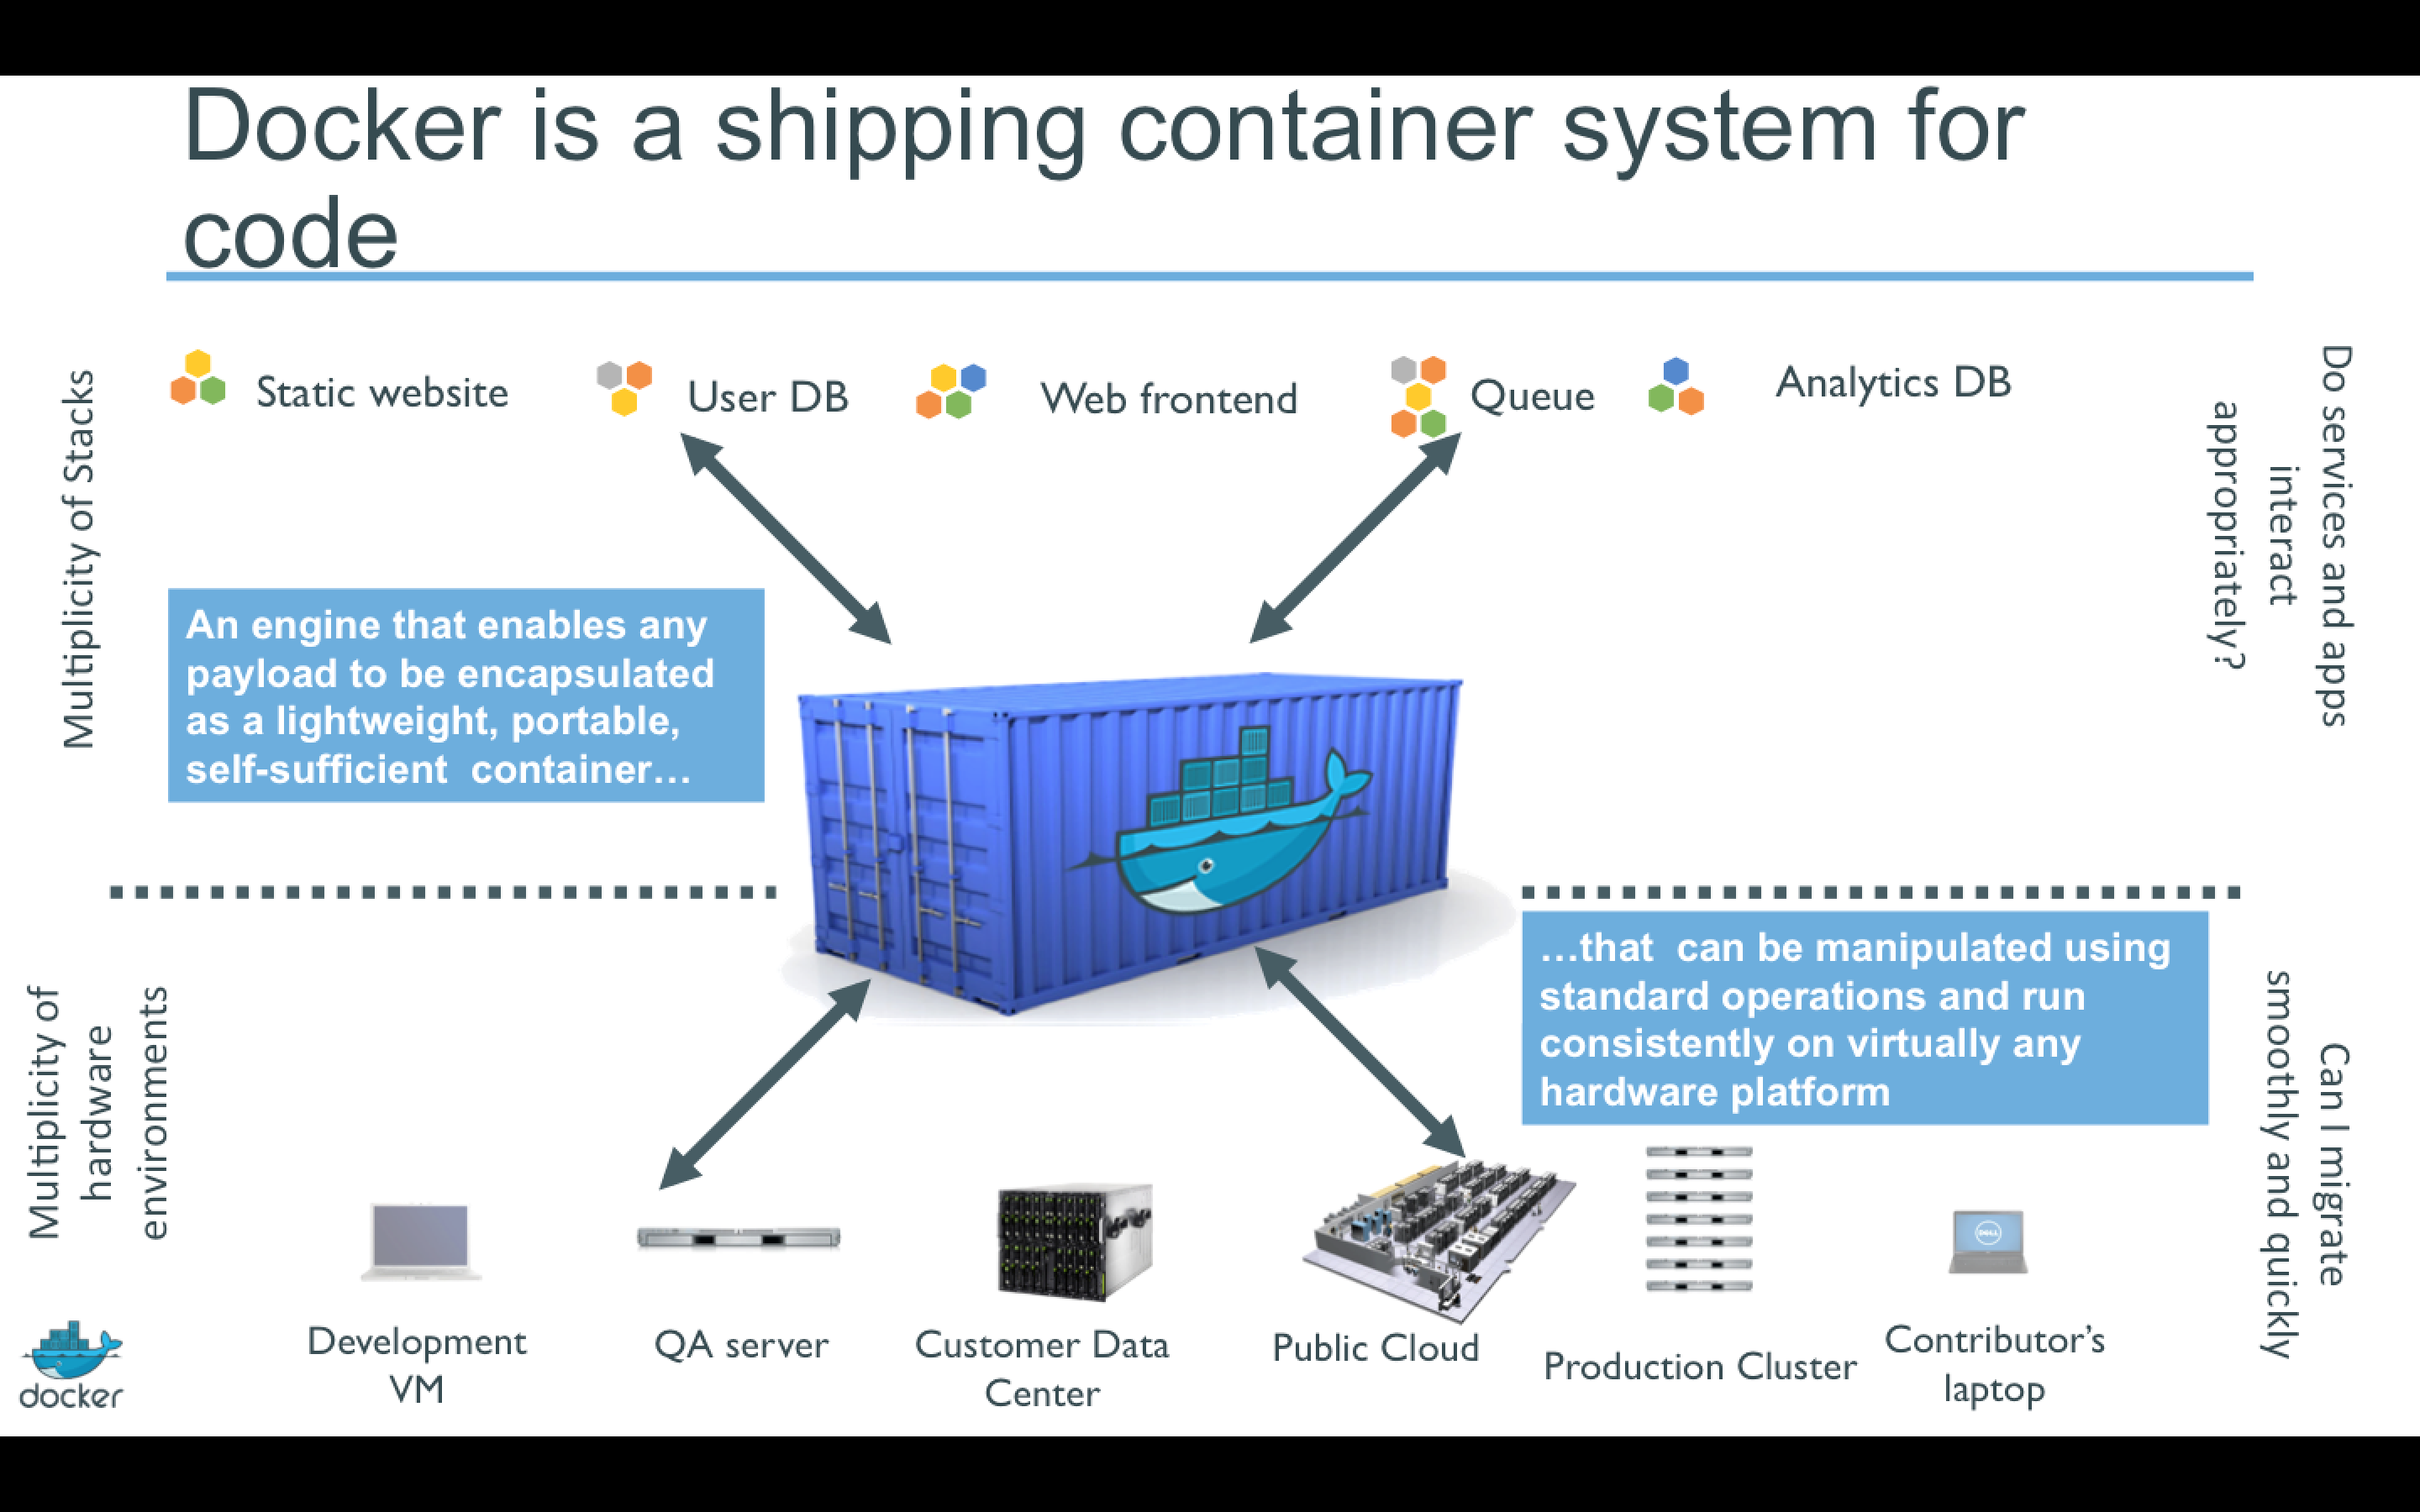 Docker is a shipping container system for
code
Multiplicity of Stacks
Static website
User DB
Web frontend
Queue
Analytics DB
Do services and apps
interact
appropriately?
An engine that enables any
payload to be encapsulated
as a lightweight, portable,
self-sufficient  container...
...that  can be manipulated using
standard operations and run
consistently on virtually any
hardware platform
Multiplicity of
hardware
environments
Can I migrate
smoothly and quickly
Development
VM
QA server
Customer Data
Center
Public Cloud
Production Cluster
DELL
Contributor’s
laptop
docker